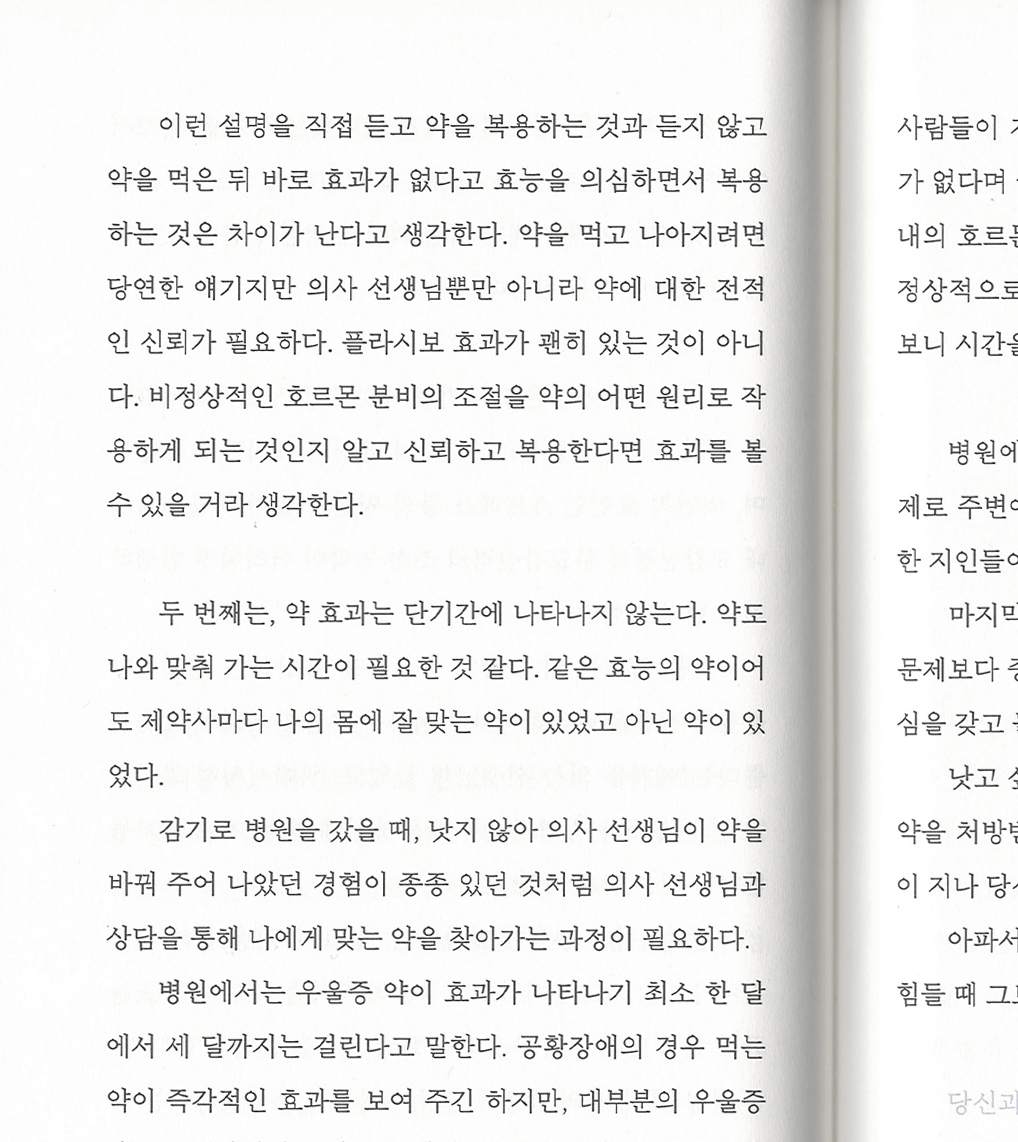 이런 설명을 직접 듣고 약을 복용하는 것과 듣지 않고
약을 먹은 뒤 바로 효과가 없다고 효능을 의심하면서 복용
하는 것은 차이가 난다고 생각한다. 약을 먹고 나아지려면
당연한 얘기지만 의사 선생님뿐만 아니라 약에 대한 전적
인 신뢰가 필요하다. 플라시보 효과가 괜히 있는 것이 아니
다. 비정상적인 호르몬 분비의 조절을 약의 어떤 원리로 작
용하게 되는 것인지 알고 신뢰하고 복용한다면 효과를 볼
수 있을 거라 생각한다.
두 번째는, 약 효과는 단기간에 나타나지 않는다. 약도
나와 맞춰 가는 시간이 필요한 것 같다. 같은 효능의 약이어
도 제약사마다 나의 몸에 잘 맞는 약이 있었고 아닌 약이 있
었다.
감기로 병원을 갔을 때, 낫지 않아 의사 선생님이 약을
바꿔 주어 나았던 경험이 종종 있던 것처럼 의사 선생님과
상담을 통해 나에게 맞는 약을 찾아가는 과정이 필요하다.
병원에서는 우울증 약이 효과가 나타나기 최소 한 달
에서 세 달까지는 걸린다고 말한다. 공황장애의 경우 먹는
약이 즉각적인 효과를 보여 주긴 하지만, 대부분의 우울증
사람들이
가 없다며
내의 호르몬
정상적으로
보니 시간을
병원에
제로 주변
한 지인들
마지막
문제보다
심을 갖고
낫고
약을 처방
이 지나
아파서
힘들 때
당신과